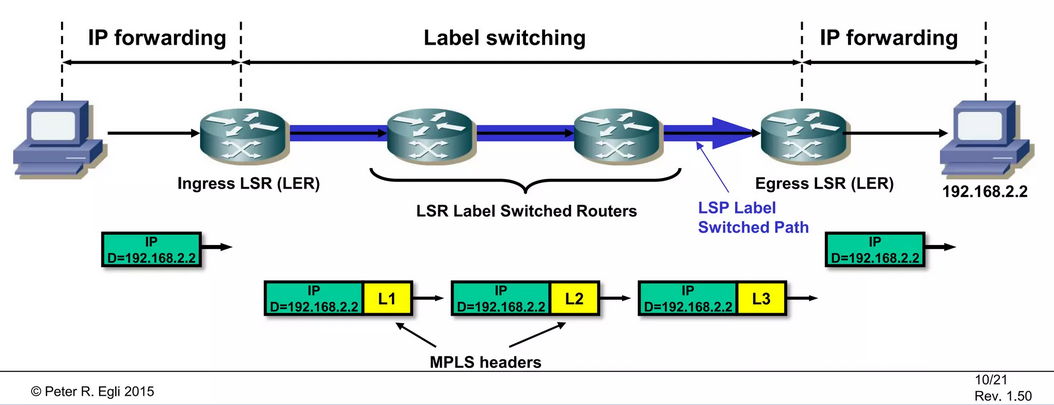 IP forwarding
Label switching
IP forwarding
Ingress LSR (LER)
Egress LSR (LER)
192.168.2.2
LSR Label Switched Routers
LSP Label
Switched Path
IP
D=192.168.2.2
IP
D=192.168.2.2
IP
D=192.168.2.2
L1
IP
D=192.168.2.2
L2
IP
D=192.168.2.2
L3
MPLS headers
© Peter R. Egli 2015
10/21
Rev. 1.50